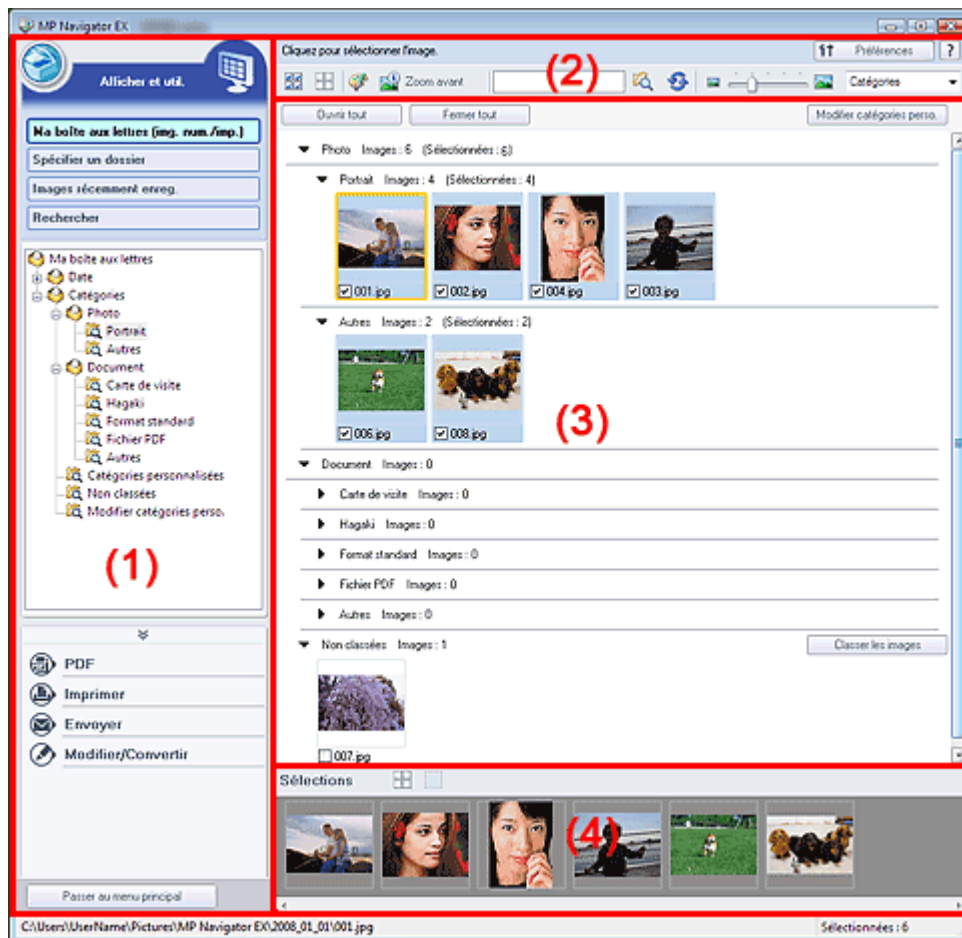 MP Navigator EX
Afficher et util.
Ma boîte aux lettres (img. num./imp.)
Spécifier un dossier
Images récemment enreg.
Rechercher
Ma boîte aux lettres
Date
Catégories
Photo
Portrait
Autres
Document
Carte de visite
Hagaki
Format standard
Fichier PDF
Autres
Catégories personnalisées
Non classées
Modifier catégories perso.
(1)
PDF
Imprimer
Envoyer
Modifier/Convertir
Passer au menu principal
Cliquez pour sélectionner l'image.
Préférences
?
Zoom avant
(2)
Catégories
Ouvrir tout
Fermer tout
Modifier catégories perso.
Photo Images : 6 (Sélectionnées : 6)
Portrait Images : 4 (Sélectionnées : 4)
001.jpg
002.jpg
004.jpg
003.jpg
Autres Images : 2 (Sélectionnées : 2)
006.jpg
008.jpg
(3)
Document Images : 0
Carte de visite Images : 0
Hagaki Images : 0
Format standard Images : 0
Fichier PDF Images : 0
Autres Images : 0
Non classées Images : 1
Classer les images
007.jpg
Sélections
(4)
C:\Users\UserName\Pictures\MP Navigator EX\2008_01_01\001.jpg
Sélectionnées : 6